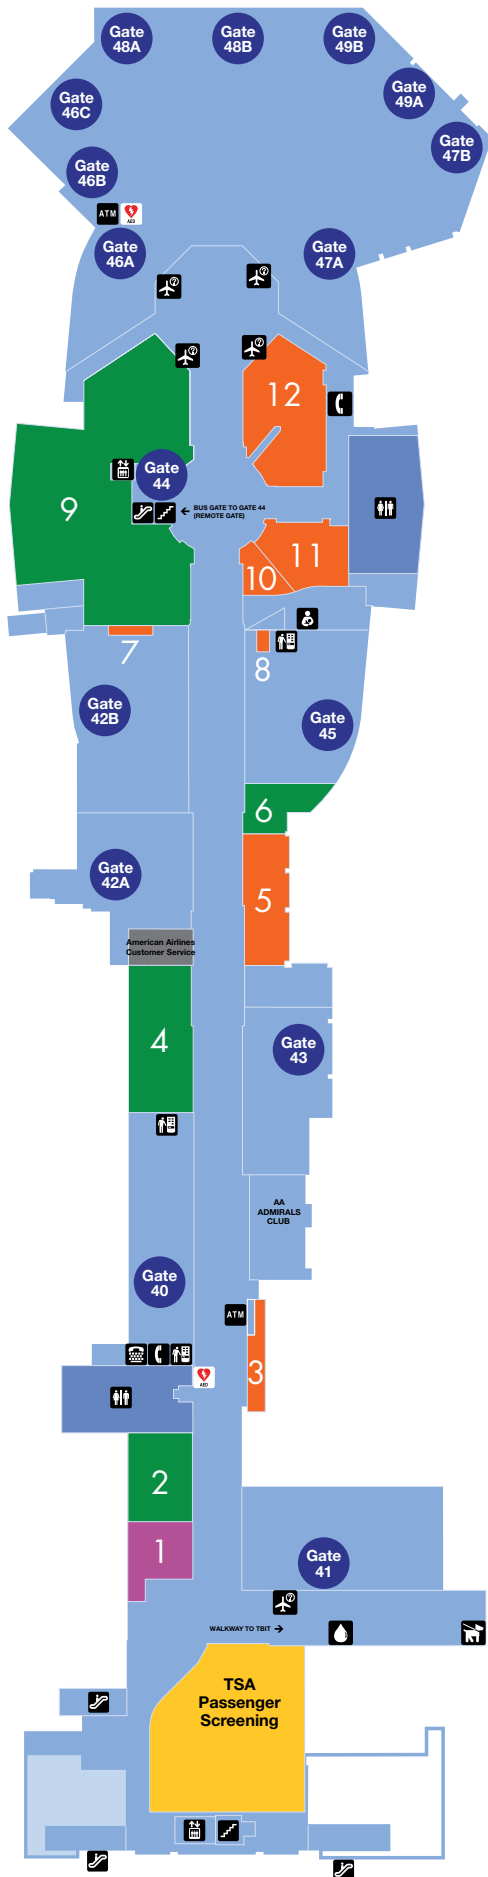 Gate
48A
Gate
48B
Gate
49B
Gate
46C
Gate
49A
Gate
47B
Gate
46B
ATM
AED
Gate
46A
Gate
47A
?
?
?
?
12
9
Gate
44
BUS GATE TO GATE 44
(REMOTE GATE)
11
10
7
8
Gate
42B
Gate
45
6
Gate
42A
5
American Airlines
Customer Service
4
Gate
43
AA
ADMIRALS
CLUB
Gate
40
ATM
3
AED
2
1
Gate
41
?
WALKWAY TO TBIT
TSA
Passenger
Screening